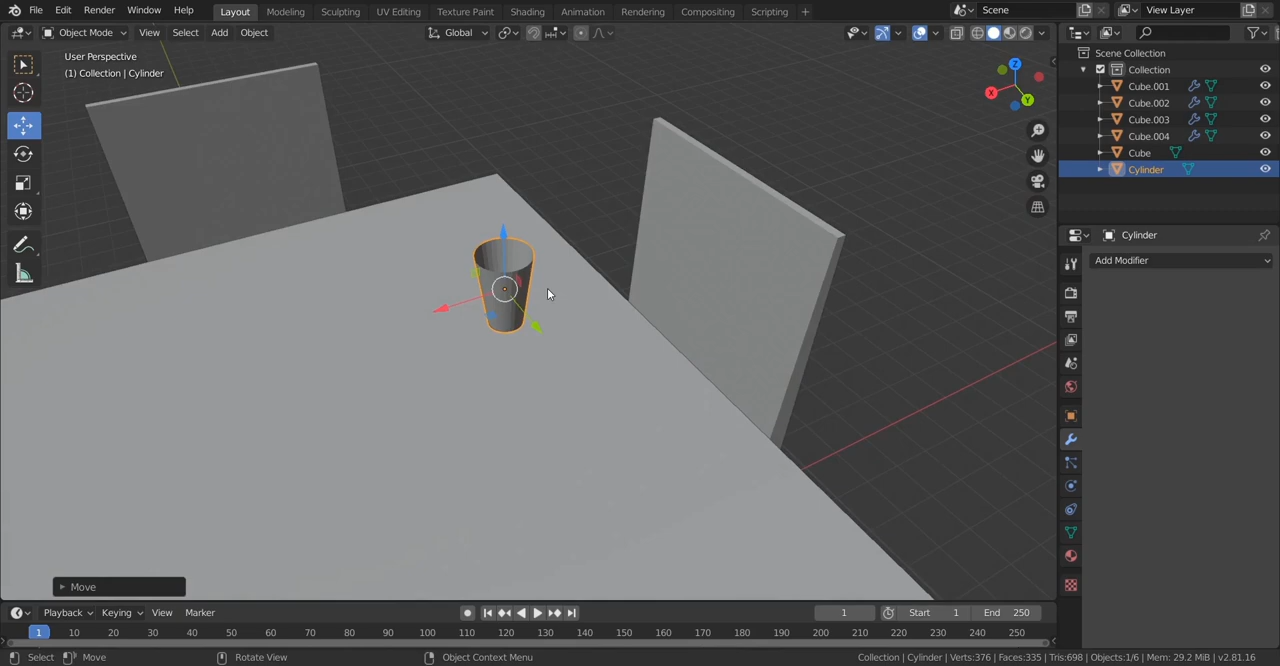 File Edit Render Window Help Layout Modeling Sculpting UV Editing Texture Paint Shading Animation Rendering Compositing Scripting + Scene View Layer
Object Mode View Select Add Object Global
User Perspective
(1) Collection | Cylinder
Z
X
Y
Scene Collection
Collection
Cube.001
Cube.002
Cube.003
Cube.004
Cube
Cylinder
Cylinder
Add Modifier
Move
Playback Keying View Marker 1 Start 1 End 250
1 10 20 30 40 50 60 70 80 90 100 110 120 130 140 150 160 170 180 190 200 210 220 230 240 250
Select Move Rotate View Object Context Menu Collection | Cylinder | Verts:376 | Faces:335 | Tris:698 | Objects:1/6 | Mem: 29.2 MiB | v2.81.16